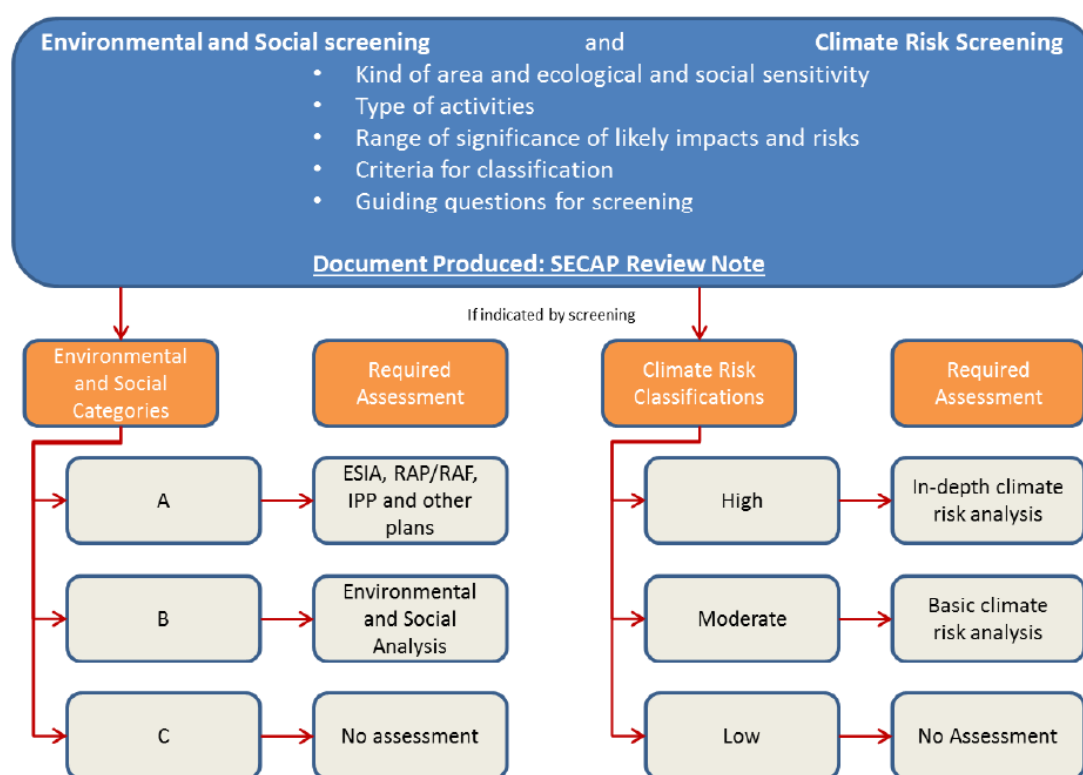 Environmental and Social screening and Climate Risk Screening
• Kind of area and ecological and social sensitivity
• Type of activities
• Range of significance of likely impacts and risks
• Criteria for classification
• Guiding questions for screening
Document Produced: SECAP Review Note
If indicated by screening
Environmental
and Social
Categories
Required
Assessment
Climate Risk
Classifications
Required
Assessment
A
ESIA, RAP/RAF,
IPP and other
plans
High
In-depth climate
risk analysis
B
Environmental
and Social
Analysis
Moderate
Basic climate
risk analysis
C
No assessment
Low
No Assessment